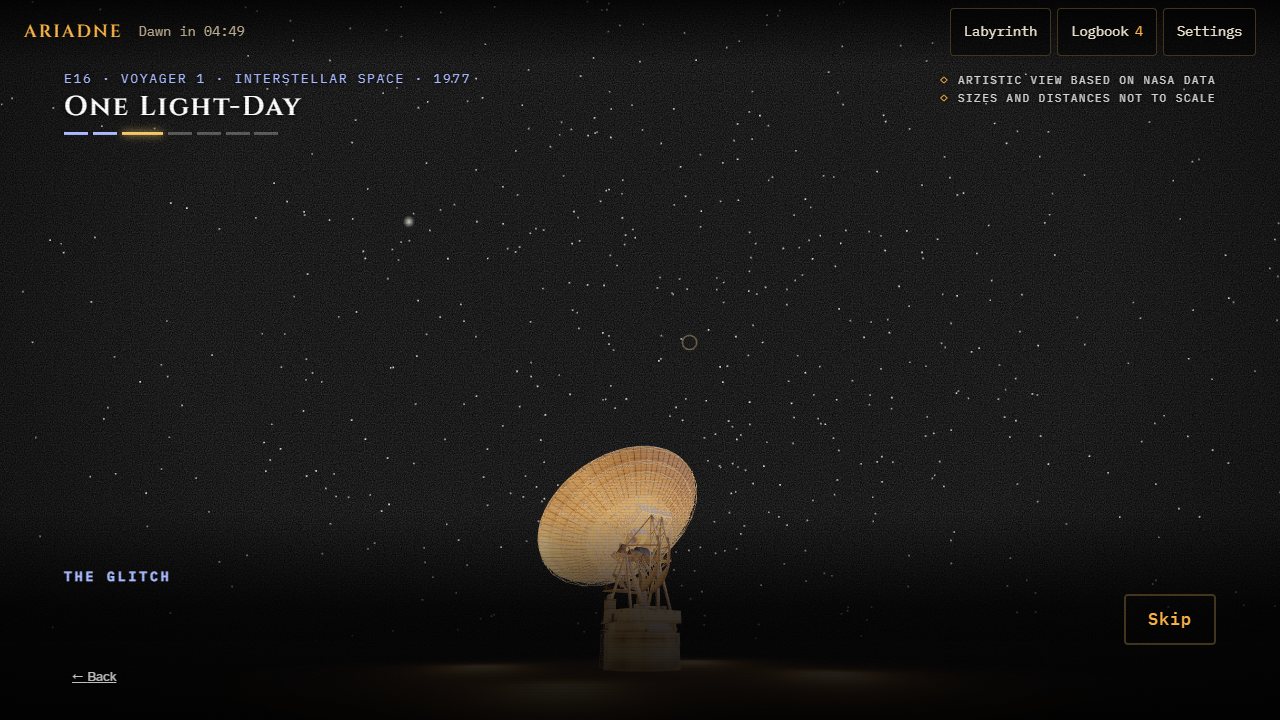 ARIADNE Dawn in 04:49
Labyrinth
Logbook 4
Settings
E16 · VOYAGER 1 · INTERSTELLAR SPACE · 1977
One Light-Day
◇ ARTISTIC VIEW BASED ON NASA DATA
◇ SIZES AND DISTANCES NOT TO SCALE
THE GLITCH
Skip
← Back